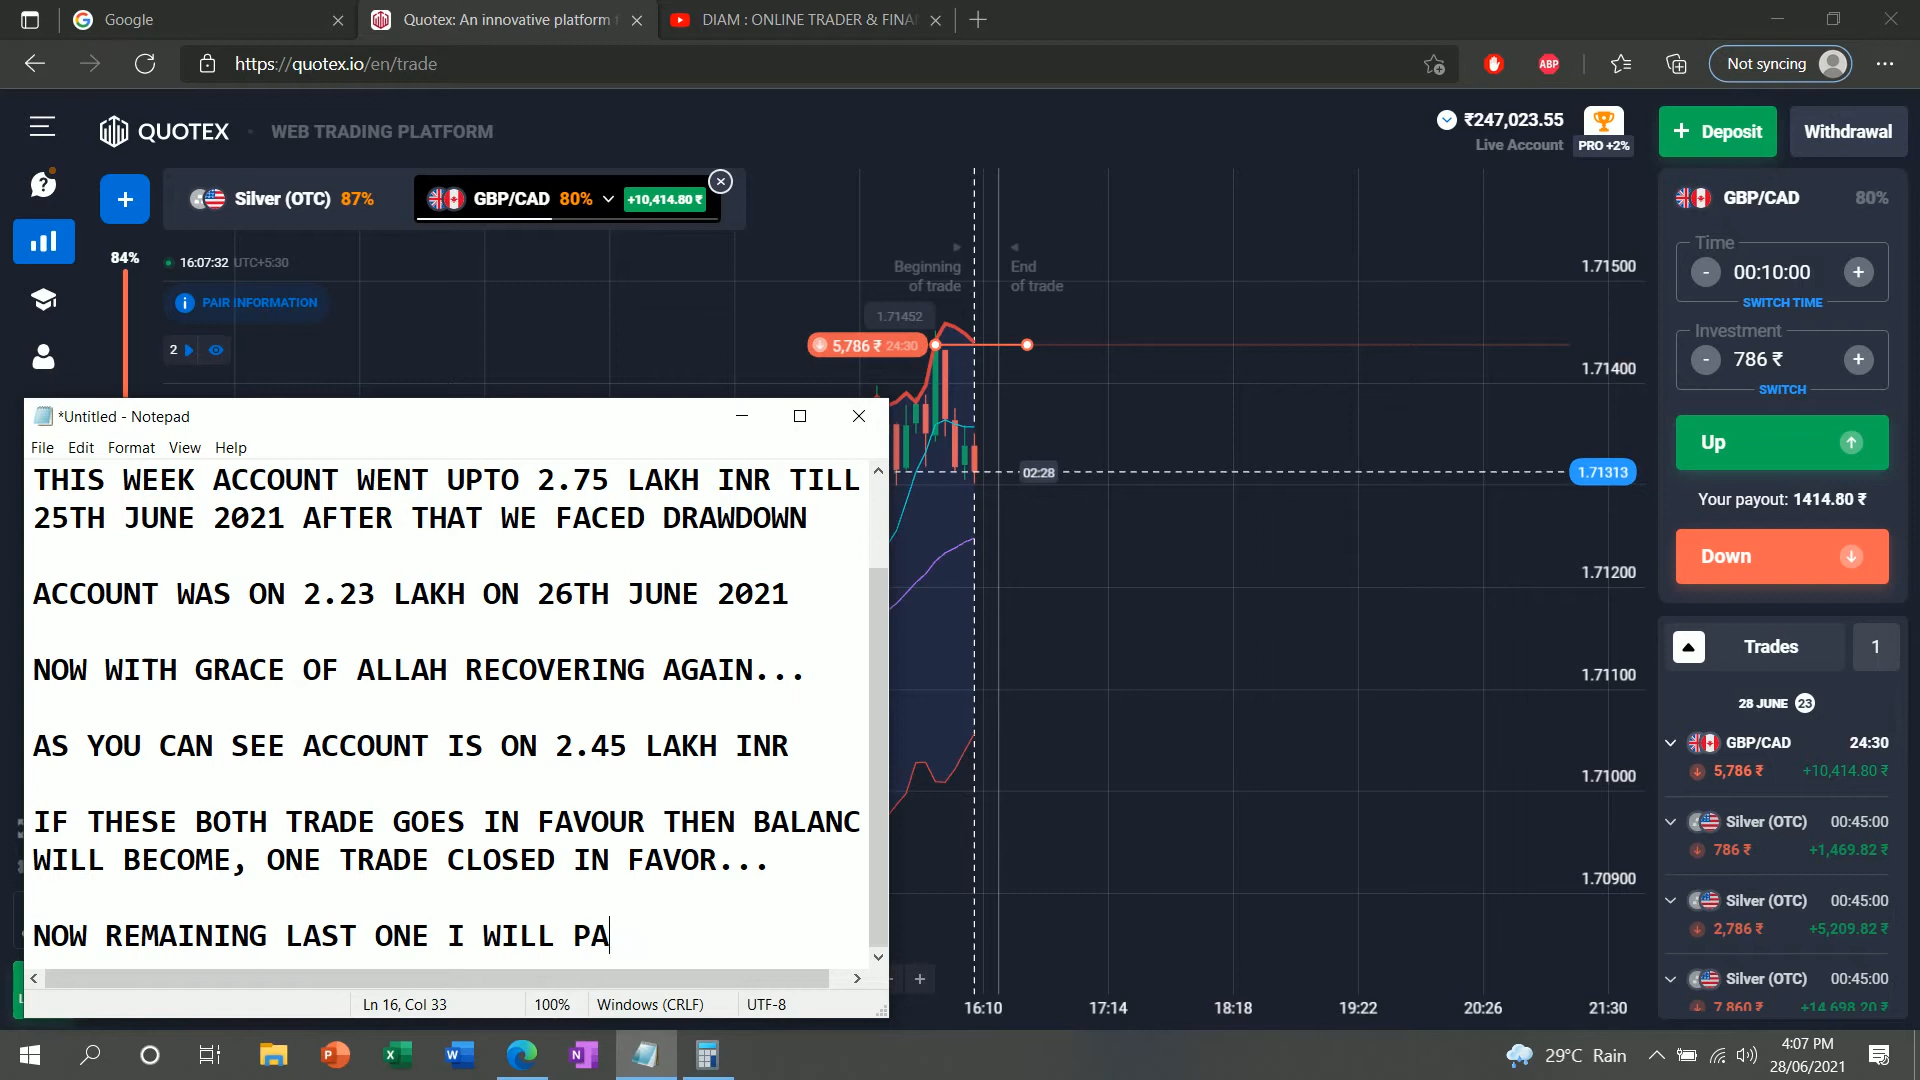 Google
Quotex: An innovative platform
DIAM : ONLINE TRADER & FINA
https://quotex.io/en/trade
ABP
Not syncing
QUOTEX
WEB TRADING PLATFORM
₹247,023.55
Live Account
PRO +2%
+ Deposit
Withdrawal
Silver (OTC) 87%
GBP/CAD 80% +10,414.80 ₹
84%
16:07:32 UTC+5:30
PAIR INFORMATION
2
Beginning
of trade
End
of trade
1.71452
5,786 ₹ 24:30
02:28
1.71500
1.71400
1.71313
1.71200
1.71100
1.71000
1.70900
16:10 17:14 18:18 19:22 20:26 21:30
GBP/CAD 80%
Time
- 00:10:00 +
SWITCH TIME
Investment
- 786 ₹ +
SWITCH
Up
Your payout: 1414.80 ₹
Down
Trades 1
28 JUNE 23
GBP/CAD 24:30
5,786 ₹ +10,414.80 ₹
Silver (OTC) 00:45:00
786 ₹ +1,469.82 ₹
Silver (OTC) 00:45:00
2,786 ₹ +5,209.82 ₹
Silver (OTC) 00:45:00
7,860 ₹ +14,698.20 ₹
*Untitled - Notepad
File Edit Format View Help
THIS WEEK ACCOUNT WENT UPTO 2.75 LAKH INR TILL
25TH JUNE 2021 AFTER THAT WE FACED DRAWDOWN
ACCOUNT WAS ON 2.23 LAKH ON 26TH JUNE 2021
NOW WITH GRACE OF ALLAH RECOVERING AGAIN...
AS YOU CAN SEE ACCOUNT IS ON 2.45 LAKH INR
IF THESE BOTH TRADE GOES IN FAVOUR THEN BALANC
WILL BECOME, ONE TRADE CLOSED IN FAVOR...
NOW REMAINING LAST ONE I WILL PA
Ln 16, Col 33 100% Windows (CRLF) UTF-8
29°C Rain
4:07 PM
28/06/2021